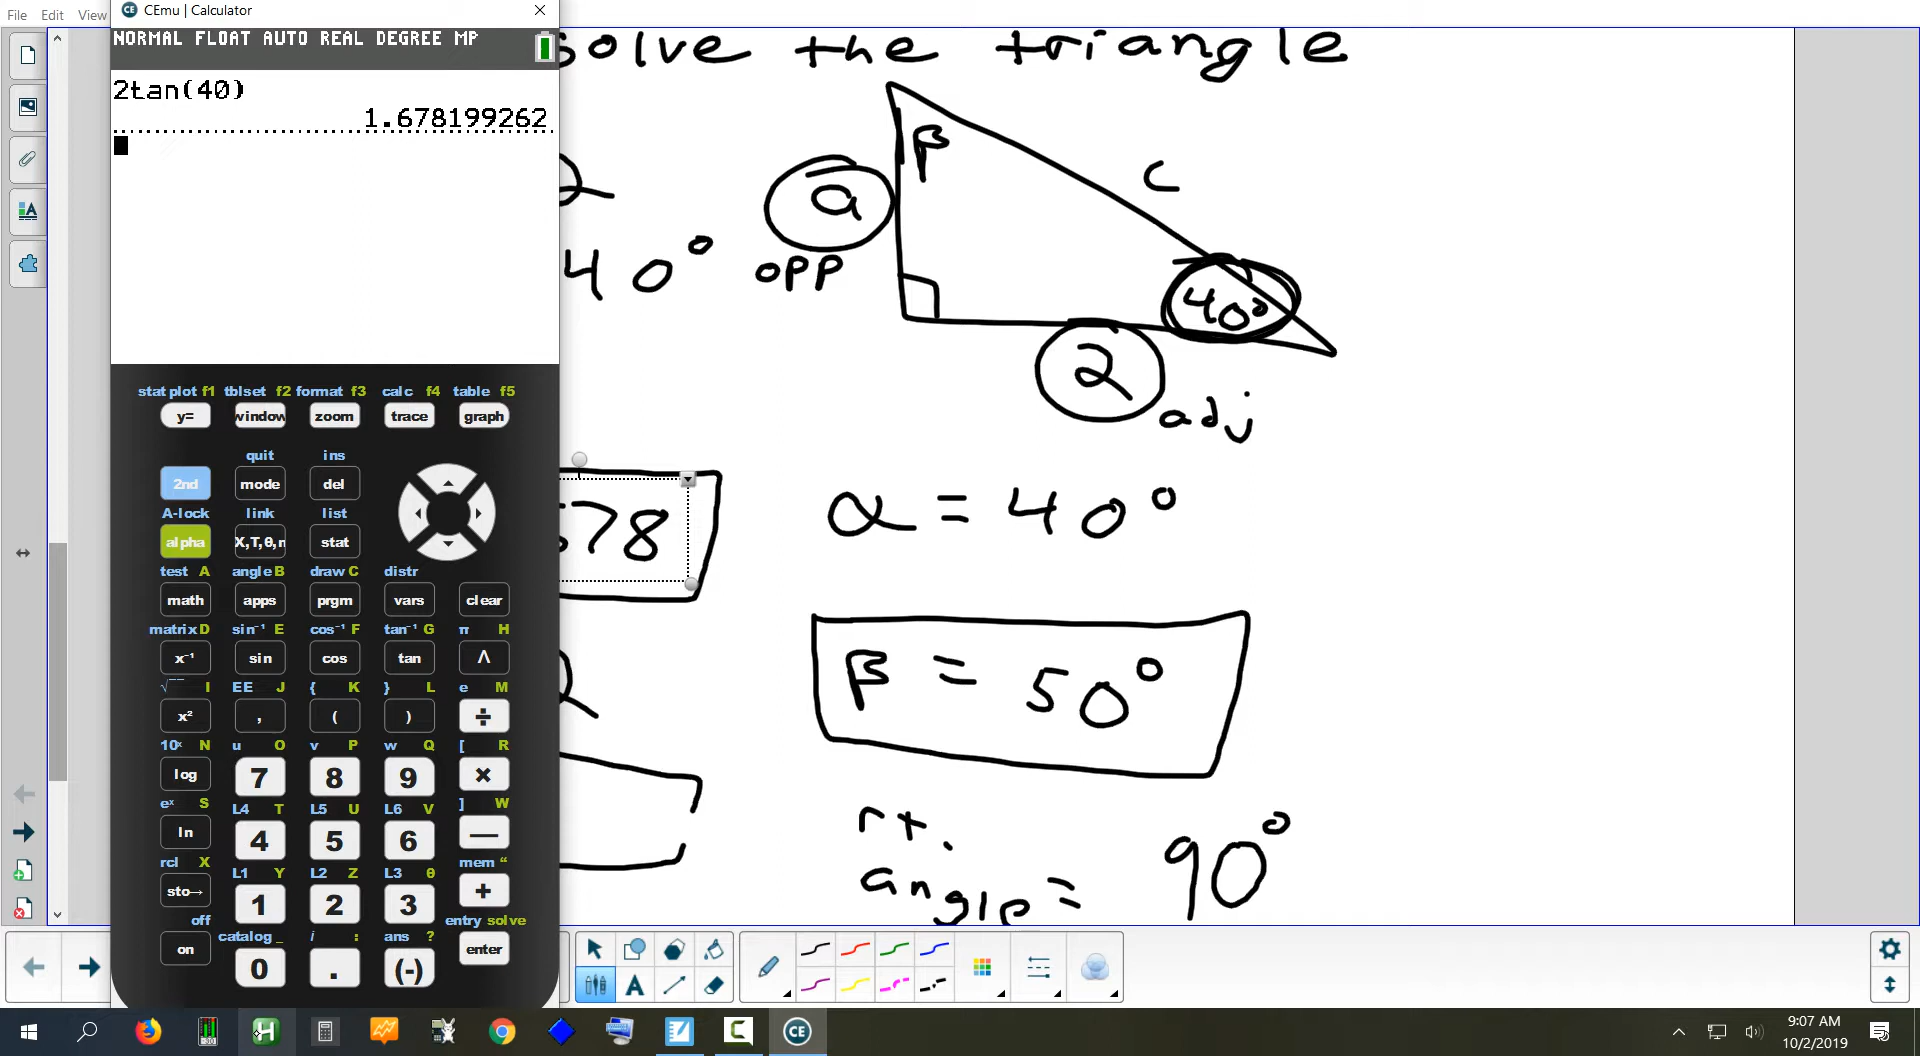 File Edit View
CEmu | Calculator
NORMAL FLOAT AUTO REAL DEGREE MP
2tan(40)
1.678199262
solve the triangle
β
c
a
opp
40°
40°
2
adj
78
α = 40°
β = 50°
rt.
angle = 90°
stat plot f1 tblset f2 format f3 calc f4 table f5
y= window zoom trace graph
quit ins
2nd mode del
A-lock link list
alpha X,T,θ,n stat
test A angle B draw C distr
math apps prgm vars clear
matrix D sin⁻¹ E cos⁻¹ F tan⁻¹ G π H
x⁻¹ sin cos tan ^
√ I EE J { K } L e M
x² , ( ) ÷
10ˣ N u O v P w Q [ R
log 7 8 9 ×
eˣ S L4 T L5 U L6 V ] W
ln 4 5 6 —
rcl X L1 Y L2 Z L3 θ mem "
sto→ 1 2 3 +
off catalog _ i : ans ? entry solve
on 0 . (-) enter
A
CE
9:07 AM
10/2/2019